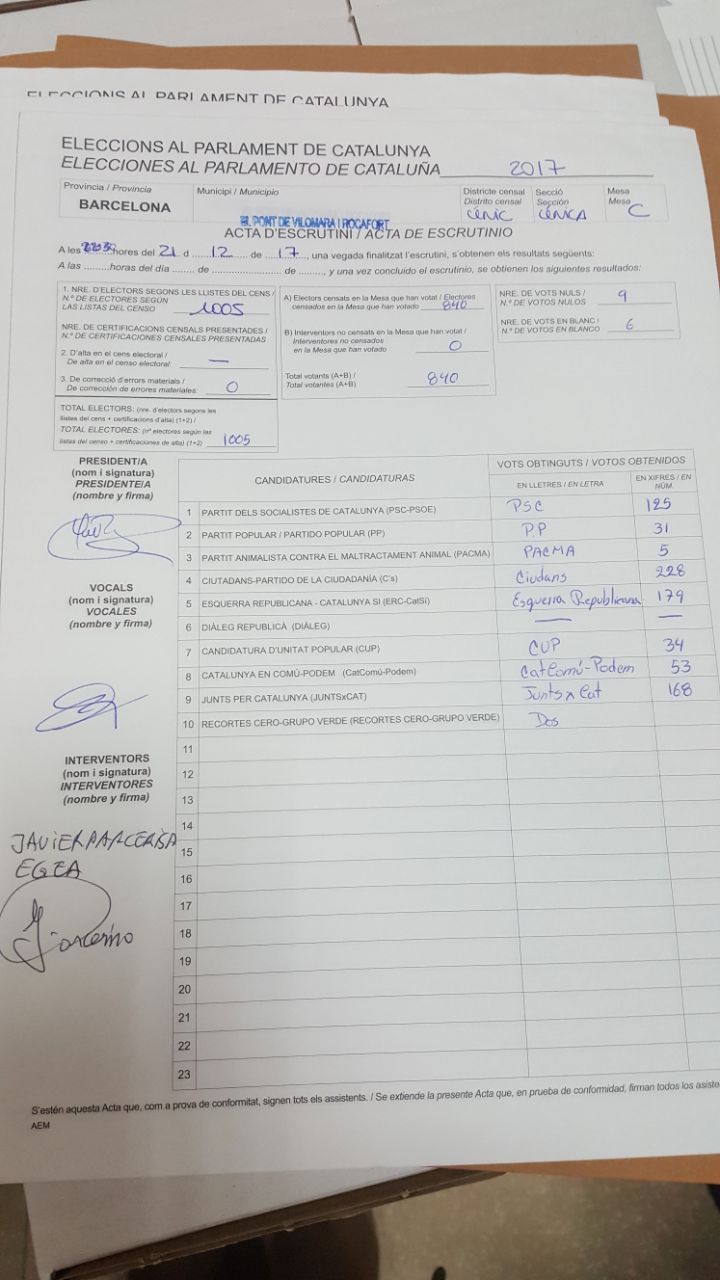 ELECCIONS AL PARLAMENT DE CATALUNYA
ELECCIONS AL PARLAMENT DE CATALUNYA
ELECCIONES AL PARLAMENTO DE CATALUÑA 2017
Provincia / Provincia
BARCELONA
Municipi / Municipio
EL PONT DE VILOMARA I ROCAFORT
Districte censal
Distrito censal
CÈNIC
Secció
Sección
CÈNICA
Mesa
Mesa
C
ACTA D'ESCRUTINI / ACTA DE ESCRUTINIO
A les 2230 hores del 21 d 12 de 17, una vegada finalitzat l'escrutini, s'obtenen els resultats següents:
A las .........horas del día ........ de ........................ de ........., y una vez concluido el escrutinio, se obtienen los siguientes resultados:
1. NRE. D'ELECTORS SEGONS LES LLISTES DEL CENS /
N.º DE ELECTORES SEGÚN
LAS LISTAS DEL CENSO 1005
NRE. DE CERTIFICACIONS CENSALS PRESENTADES /
N.º DE CERTIFICACIONES CENSALES PRESENTADAS
2. D'alta en el cens electoral /
De alta en el censo electoral: —
3. De correcció d'errors materials /
De corrección de errores materiales: 0
TOTAL ELECTORS: (nre. d'electors segons les
llistes del cens + certificacions d'alta) (1+2) /
TOTAL ELECTORES: (nº electores según las
listas del censo + certificaciones de alta) (1+2) 1005
A) Electors censats en la Mesa que han votat / Electores
censados en la Mesa que han votado 840
B) Interventors no censats en la Mesa que han votat /
Interventores no censados
en la Mesa que han votado 0
Total votants (A+B) /
Total votantes (A+B) 840
NRE. DE VOTS NULS /
N.º DE VOTOS NULOS 9
NRE. DE VOTS EN BLANC /
N.º DE VOTOS EN BLANCO 6
PRESIDENT/A
(nom i signatura)
PRESIDENTE/A
(nombre y firma)
VOCALS
(nom i signatura)
VOCALES
(nombre y firma)
INTERVENTORS
(nom i signatura)
INTERVENTORES
(nombre y firma)
JAVIER PARCERISA
EGEA
CANDIDATURES / CANDIDATURAS
VOTS OBTINGUTS / VOTOS OBTENIDOS
EN LLETRES / EN LETRA
EN XIFRES / EN NÚM.
1 PARTIT DELS SOCIALISTES DE CATALUNYA (PSC-PSOE) PSC 125
2 PARTIT POPULAR / PARTIDO POPULAR (PP) P.P 31
3 PARTIT ANIMALISTA CONTRA EL MALTRACTAMENT ANIMAL (PACMA) PACMA 5
4 CIUTADANS-PARTIDO DE LA CIUDADANÍA (C's) Ciudans 228
5 ESQUERRA REPUBLICANA - CATALUNYA SI (ERC-CatSí) Esquerra Republicana 179
6 DIÀLEG REPUBLICÀ (DIÀLEG) — —
7 CANDIDATURA D'UNITAT POPULAR (CUP) CUP 34
8 CATALUNYA EN COMÚ-PODEM (CatComú-Podem) CatComú-Podem 53
9 JUNTS PER CATALUNYA (JUNTSxCAT) Junts x Cat 168
10 RECORTES CERO-GRUPO VERDE (RECORTES CERO-GRUPO VERDE) Dos
11
12
13
14
15
16
17
18
19
20
21
22
23
S'estén aquesta Acta que, com a prova de conformitat, signen tots els assistents. / Se extiende la presente Acta que, en prueba de conformidad, firman todos los asiste
AEM